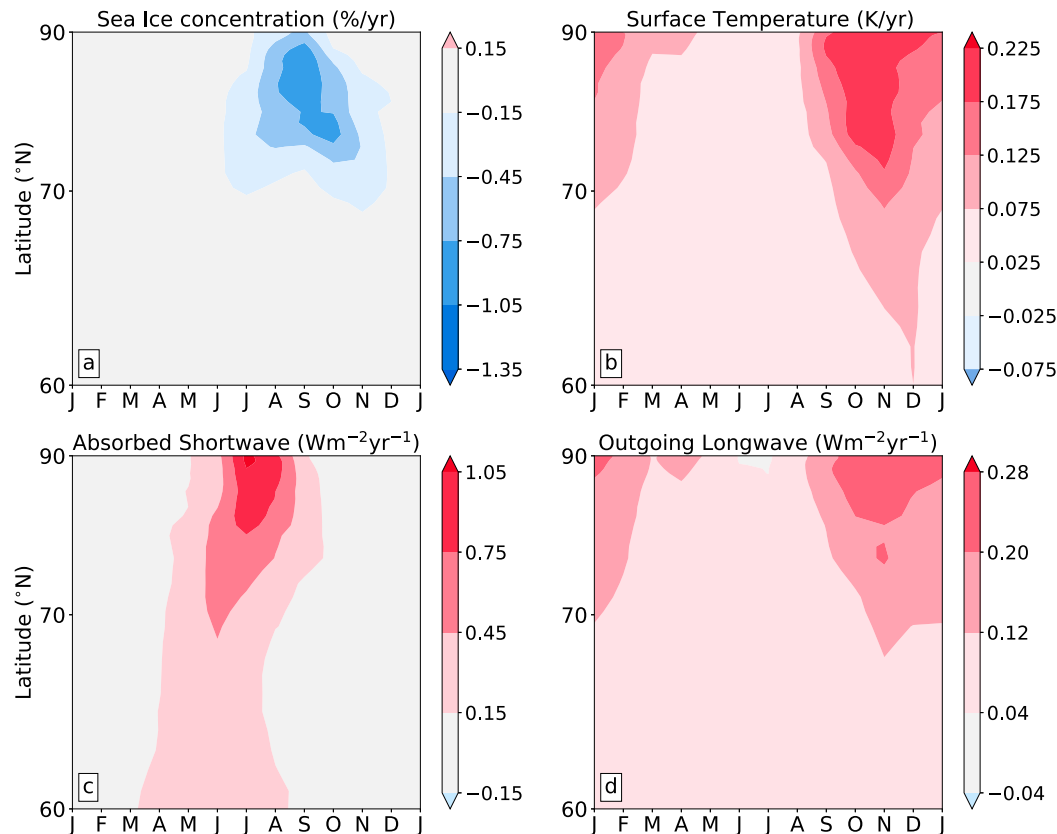 Sea Ice concentration (%/yr)
90
70
60
Latitude (°N)
a
J F M A M J J A S O N D J
0.15
−0.15
−0.45
−0.75
−1.05
−1.35
Surface Temperature (K/yr)
90
70
60
b
J F M A M J J A S O N D J
0.225
0.175
0.125
0.075
0.025
−0.025
−0.075
Absorbed Shortwave (Wm⁻²yr⁻¹)
90
70
60
Latitude (°N)
c
J F M A M J J A S O N D J
1.05
0.75
0.45
0.15
−0.15
Outgoing Longwave (Wm⁻²yr⁻¹)
90
70
60
d
J F M A M J J A S O N D J
0.28
0.20
0.12
0.04
−0.04